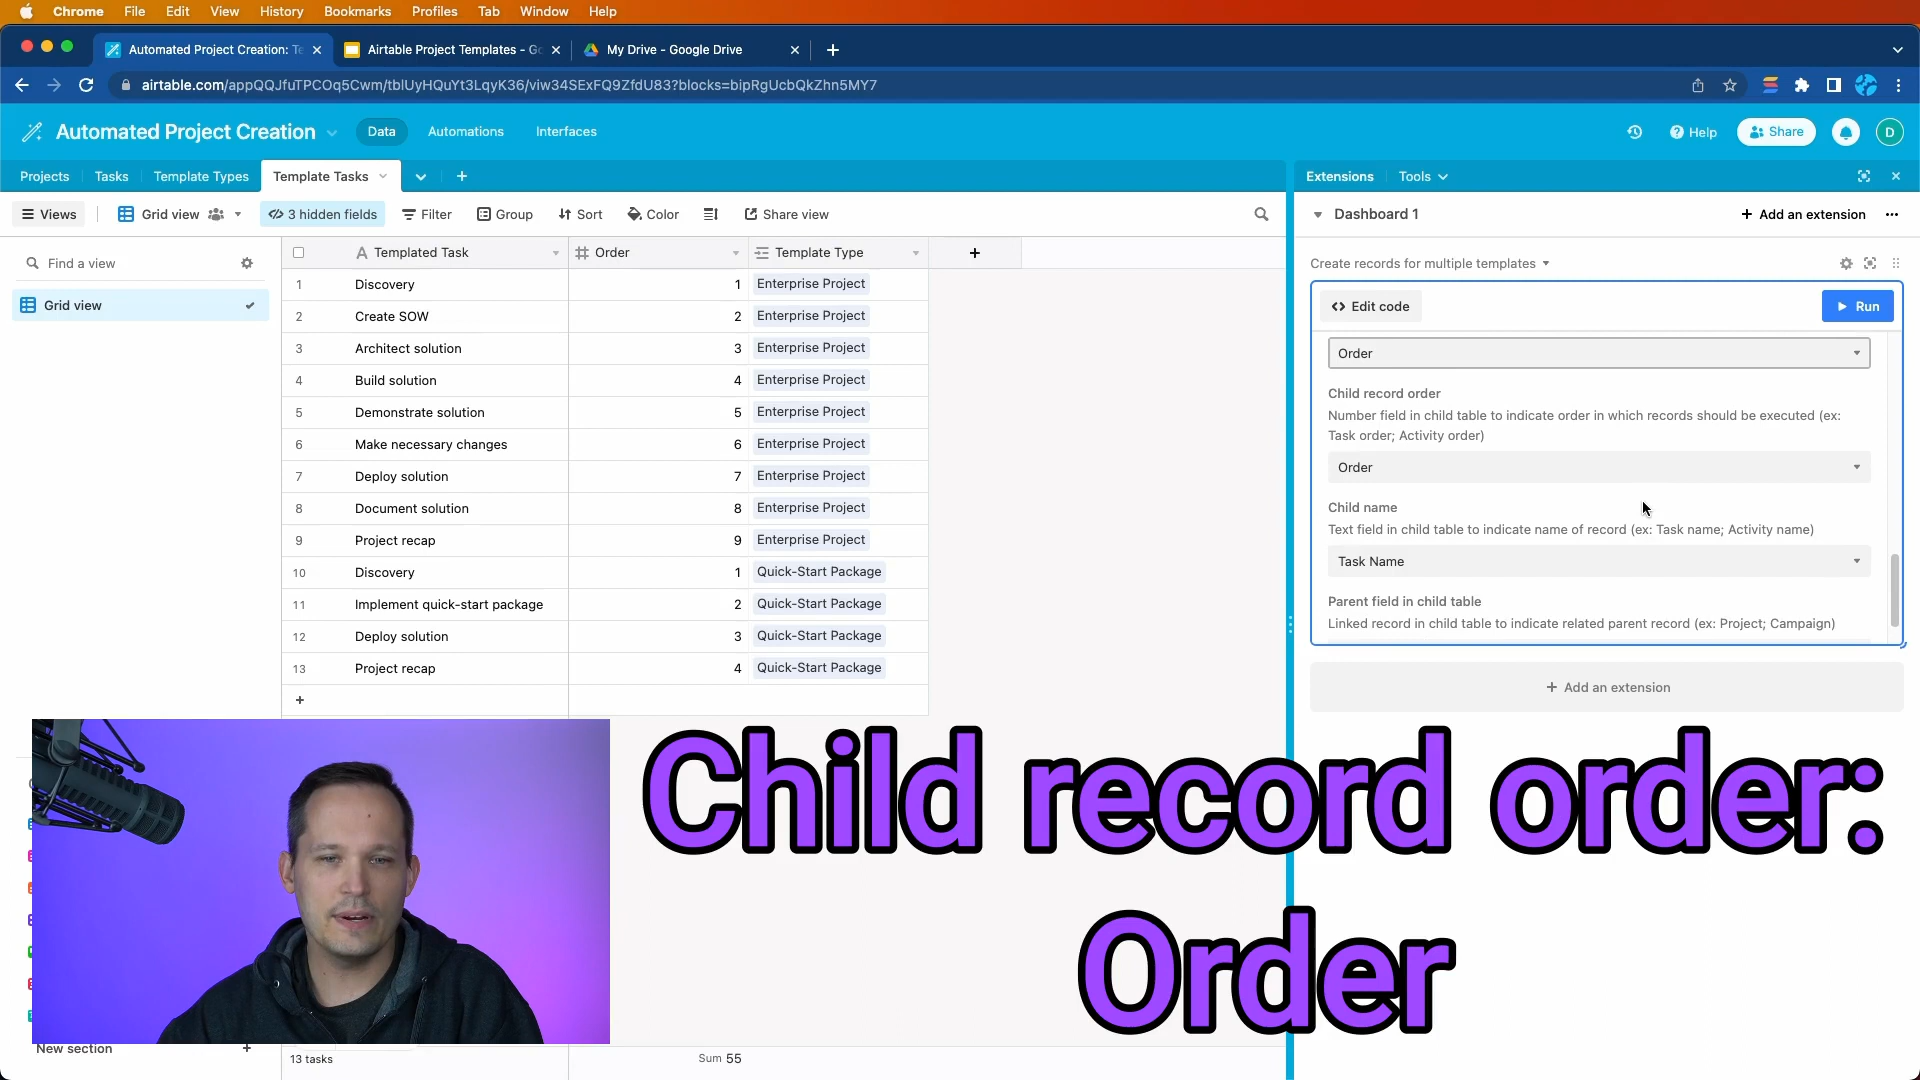 Chrome File Edit View History Bookmarks Profiles Tab Window Help
Automated Project Creation: Te
Airtable Project Templates - Go
My Drive - Google Drive
airtable.com/appQQJfuTPCOq5Cwm/tblUyHQuYt3LqyK36/viw34SExFQ9ZfdU83?blocks=bipRgUcbQkZhn5MY7
Automated Project Creation Data Automations Interfaces Help Share D
Projects Tasks Template Types Template Tasks Extensions Tools
Views Grid view 3 hidden fields Filter Group Sort Color Share view
Dashboard 1 Add an extension
Find a view
Grid view
Templated Task Order Template Type
1 Discovery 1 Enterprise Project
2 Create SOW 2 Enterprise Project
3 Architect solution 3 Enterprise Project
4 Build solution 4 Enterprise Project
5 Demonstrate solution 5 Enterprise Project
6 Make necessary changes 6 Enterprise Project
7 Deploy solution 7 Enterprise Project
8 Document solution 8 Enterprise Project
9 Project recap 9 Enterprise Project
10 Discovery 1 Quick-Start Package
11 Implement quick-start package 2 Quick-Start Package
12 Deploy solution 3 Quick-Start Package
13 Project recap 4 Quick-Start Package
Create records for multiple templates
Edit code Run
Order
Child record order
Number field in child table to indicate order in which records should be executed (ex:
Task order; Activity order)
Order
Child name
Text field in child table to indicate name of record (ex: Task name; Activity name)
Task Name
Parent field in child table
Linked record in child table to indicate related parent record (ex: Project; Campaign)
Add an extension
Child record order:
Order
New section
13 tasks Sum 55